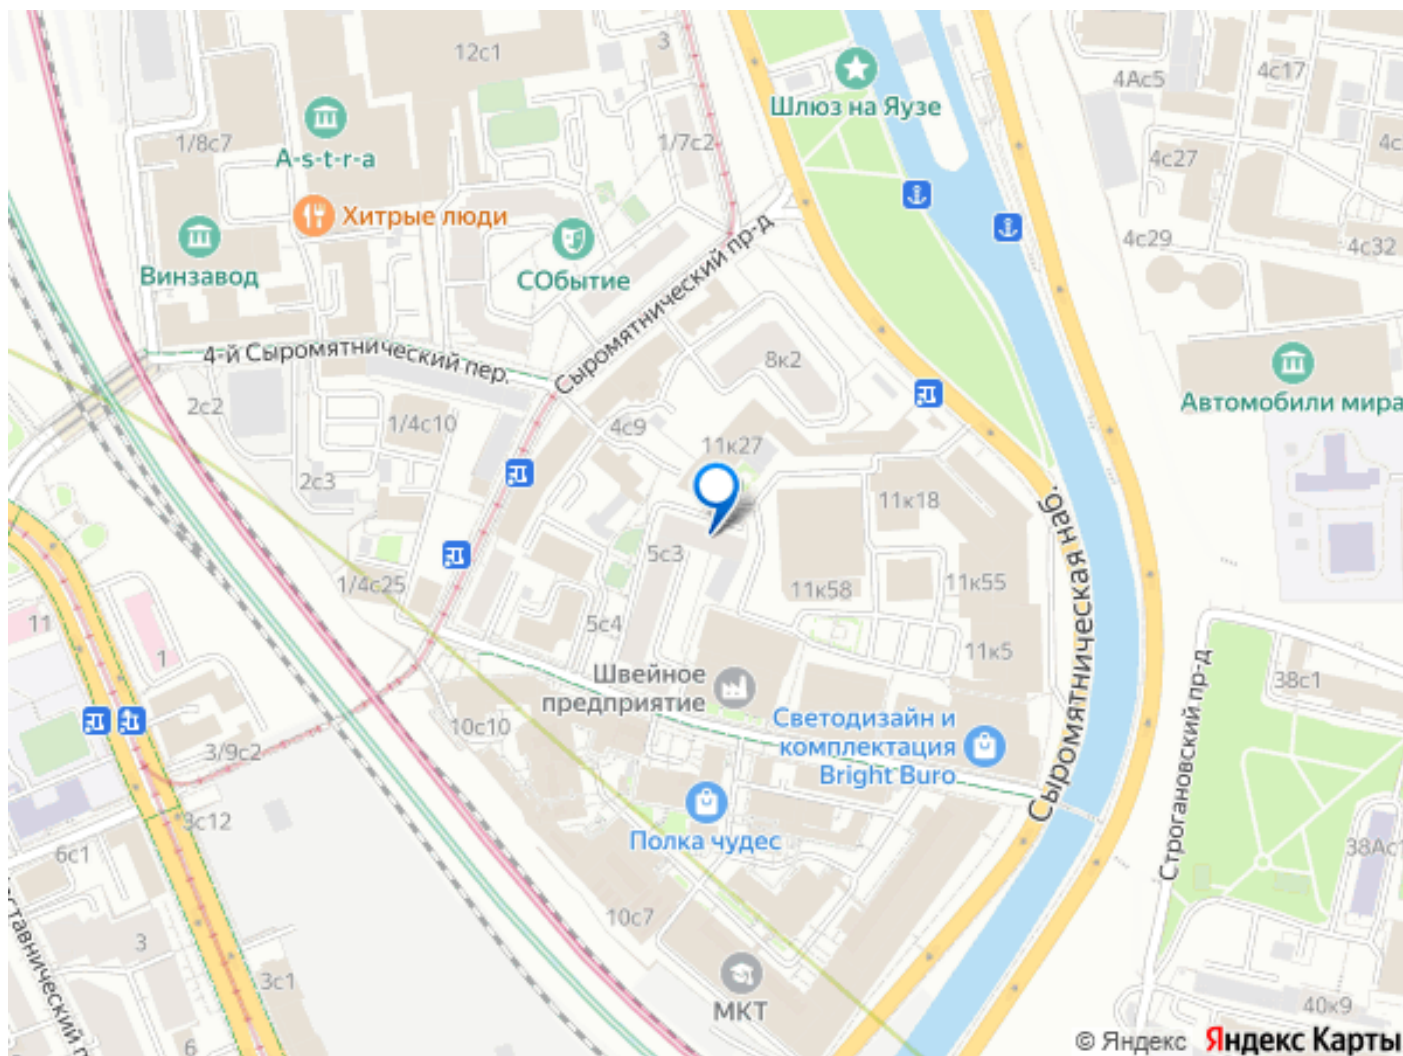 12с1
3
Шлюз на Яузе
4Ас5
4с17
1/8с7
A-s-t-r-a
1/7с2
4с27
Хитрые люди
Винзавод
СОбытие
Сыромятнический пр-д
4с29
4с32
4-й Сыромятнический пер.
8к2
Автомобили мира
2с2
1/4с10
4с9
11к27
2с3
11к18
Сыромятническая наб.
5с3
1/4с25
11к58
11к55
11
1
5с4
11к5
Швейное
предприятие
Строгановский пр-д
38с1
10с10
Светодизайн и
комплектация
Bright Buro
3/9с2
Полка чудес
3с12
6с1
38Ас1
10с7
3
3с1
МКТ
40к9
6
© Яндекс
Яндекс Карты